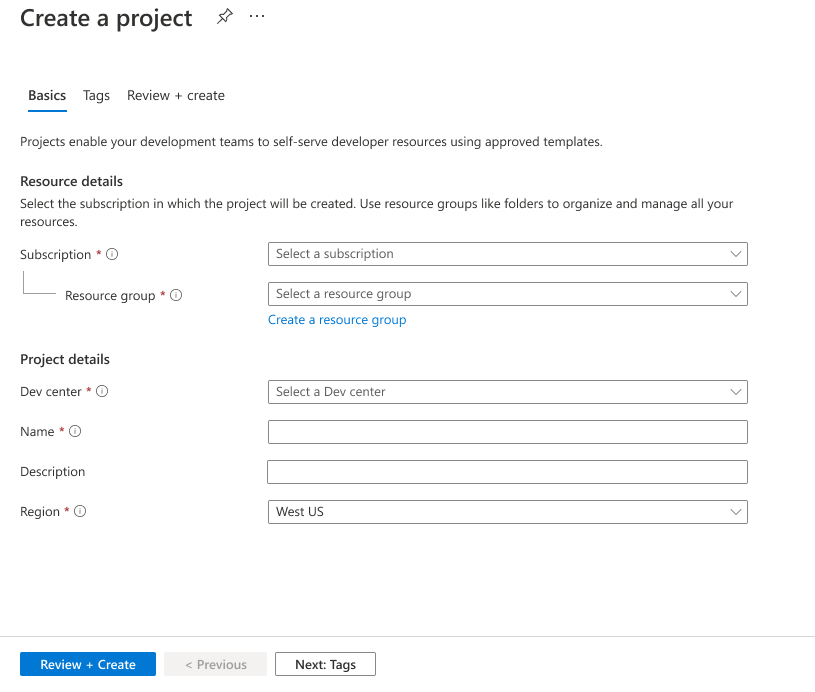 Create a project
Basics Tags Review + create
Projects enable your development teams to self-serve developer resources using approved templates.
Resource details
Select the subscription in which the project will be created. Use resource groups like folders to organize and manage all your
resources.
Subscription * Select a subscription
Resource group * Select a resource group
Create a resource group
Project details
Dev center * Select a Dev center
Name *
Description
Region * West US
Review + Create < Previous Next: Tags